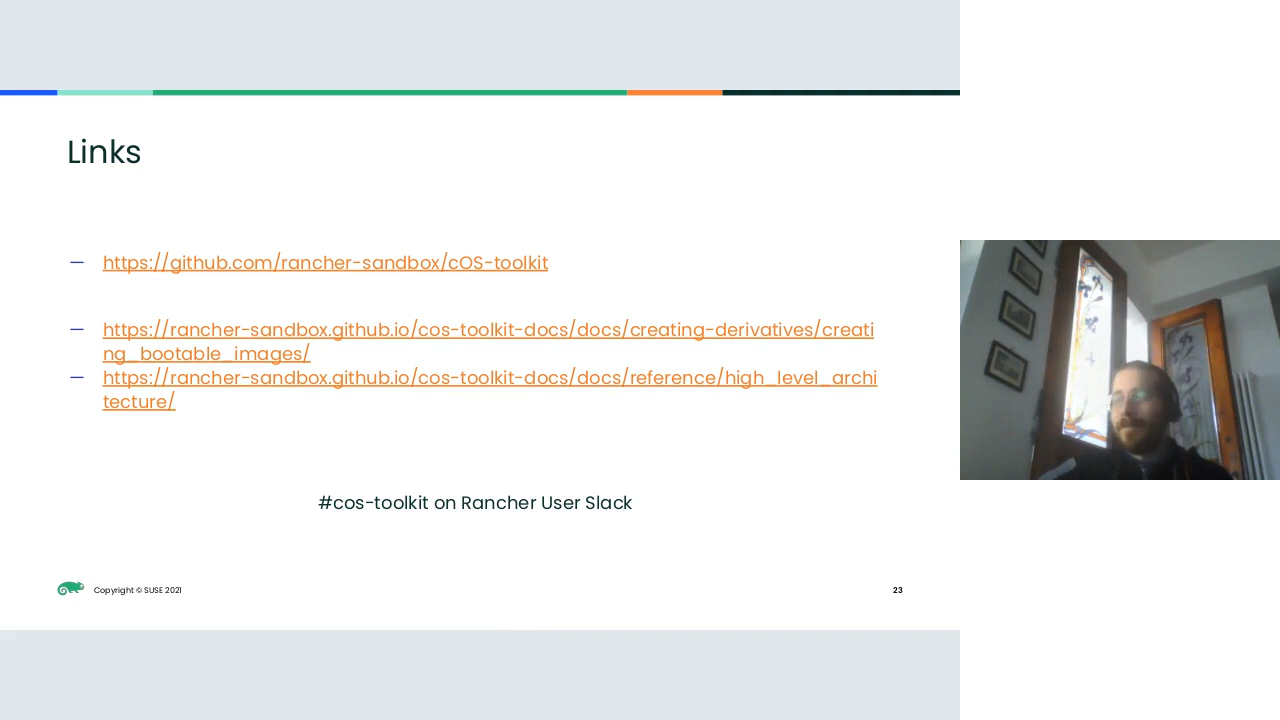 Links
— https://github.com/rancher-sandbox/cOS-toolkit
— https://rancher-sandbox.github.io/cos-toolkit-docs/docs/creating-derivatives/creati
ng_bootable_images/
— https://rancher-sandbox.github.io/cos-toolkit-docs/docs/reference/high_level_archi
tecture/
#cos-toolkit on Rancher User Slack
Copyright © SUSE 2021
23